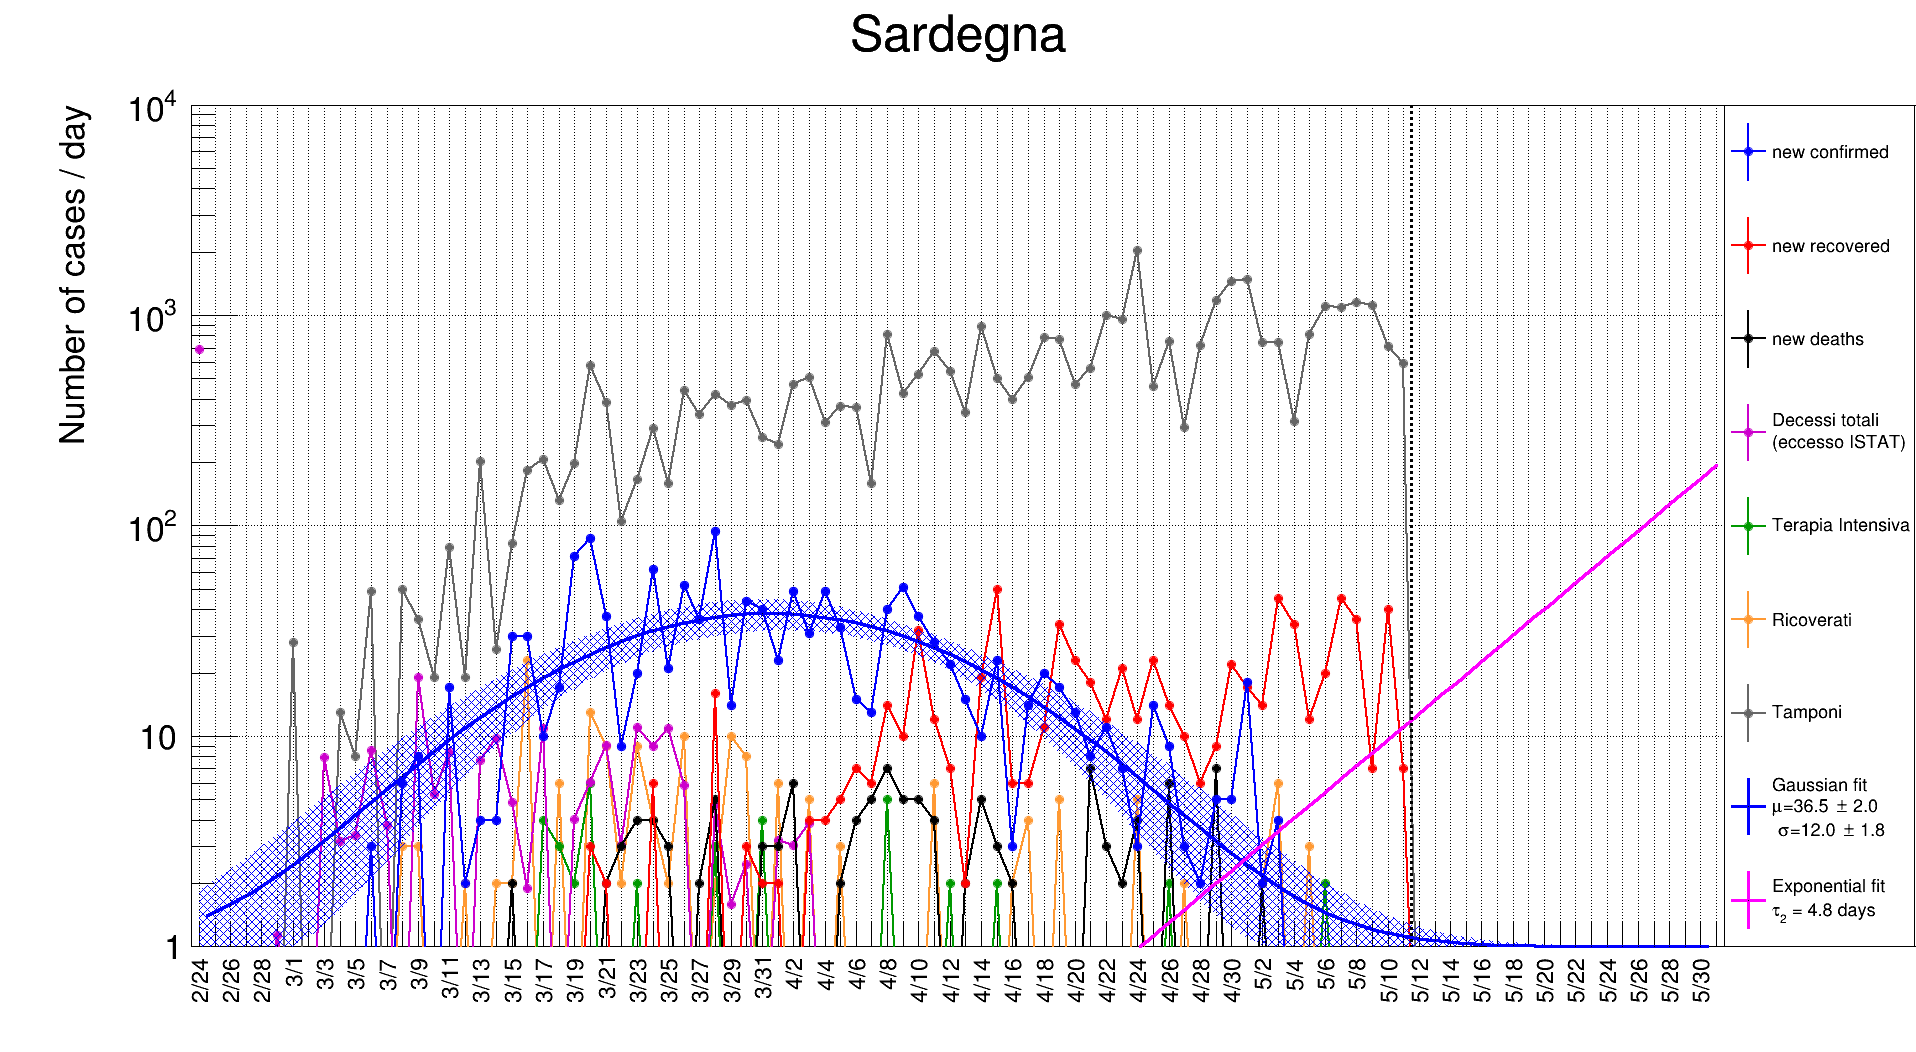 Sardegna
Number of cases / day
10^4
10^3
10^2
10
1
2/24 2/26 2/28 3/1 3/3 3/5 3/7 3/9 3/11 3/13 3/15 3/17 3/19 3/21 3/23 3/25 3/27 3/29 3/31 4/2 4/4 4/6 4/8 4/10 4/12 4/14 4/16 4/18 4/20 4/22 4/24 4/26 4/28 4/30 5/2 5/4 5/6 5/8 5/10 5/12 5/14 5/16 5/18 5/20 5/22 5/24 5/26 5/28 5/30
new confirmed
new recovered
new deaths
Decessi totali
(eccesso ISTAT)
Terapia Intensiva
Ricoverati
Tamponi
Gaussian fit
μ=36.5 ± 2.0
σ=12.0 ± 1.8
Exponential fit
τ₂ = 4.8 days